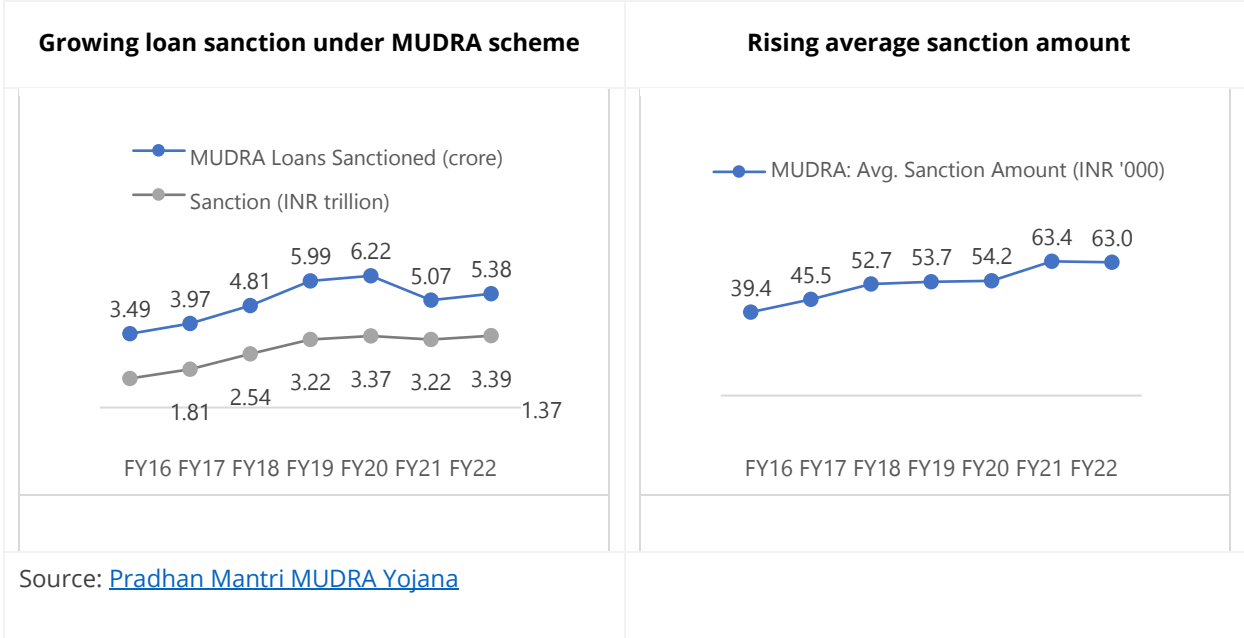 Growing loan sanction under MUDRA scheme
Rising average sanction amount
MUDRA Loans Sanctioned (crore)
Sanction (INR trillion)
3.49 3.97 4.81 5.99 6.22 5.07 5.38
1.81 2.54 3.22 3.37 3.22 3.39 1.37
FY16 FY17 FY18 FY19 FY20 FY21 FY22
MUDRA: Avg. Sanction Amount (INR '000)
39.4 45.5 52.7 53.7 54.2 63.4 63.0
FY16 FY17 FY18 FY19 FY20 FY21 FY22
Source: Pradhan Mantri MUDRA Yojana